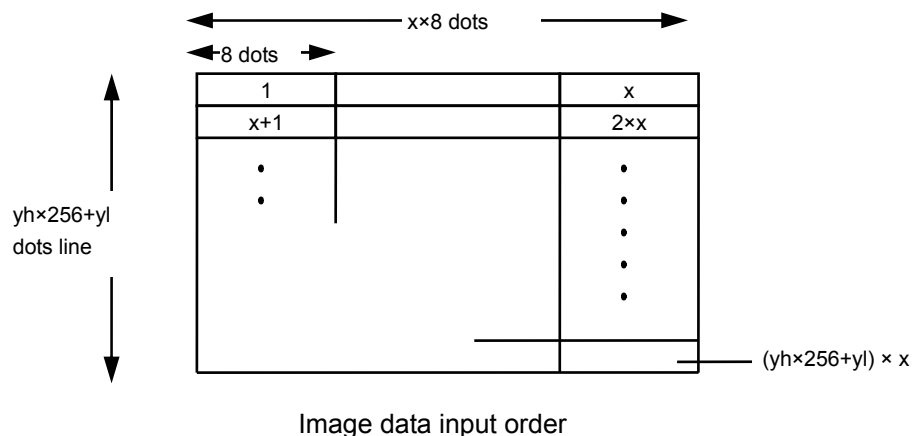 x×8 dots
8 dots
1 x
x+1 2×x
yh×256+yl
dots line
(yh×256+yl) × x
Image data input order